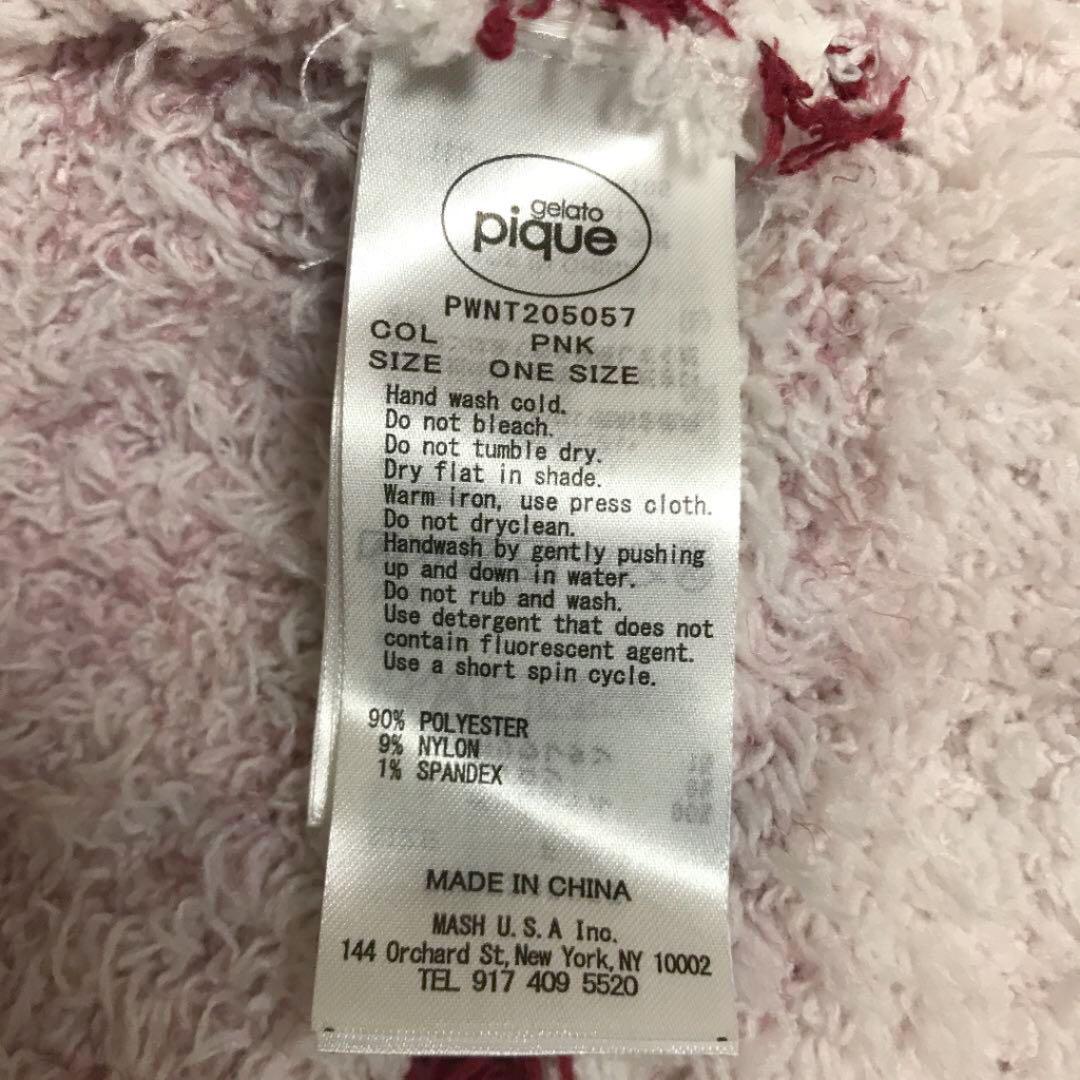 gelato
pique
PWNT205057
COL PNK
SIZE ONE SIZE
Hand wash cold.
Do not bleach.
Do not tumble dry.
Dry flat in shade.
Warm iron, use press cloth.
Do not dryclean.
Handwash by gently pushing
up and down in water.
Do not rub and wash.
Use detergent that does not
contain fluorescent agent.
Use a short spin cycle.
90% POLYESTER
9% NYLON
1% SPANDEX
MADE IN CHINA
MASH U.S.A Inc.
144 Orchard St, New York, NY 10002
TEL 917 409 5520